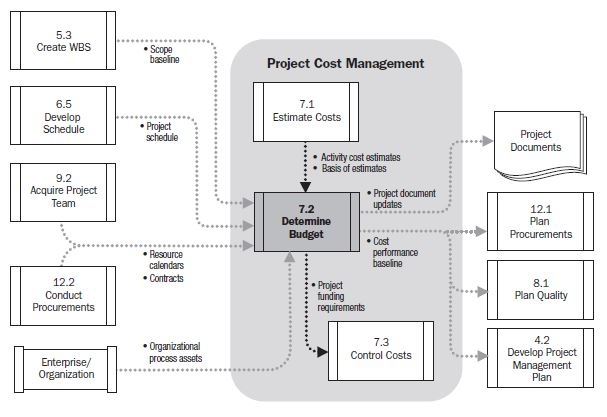 5.3
Create WBS
• Scope
baseline
Project Cost Management
6.5
Develop
Schedule
• Project
schedule
7.1
Estimate Costs
• Activity cost estimates
• Basis of estimates
Project
Documents
9.2
Acquire Project
Team
7.2
Determine
Budget
• Project document
updates
12.1
Plan
Procurements
• Resource
calendars
• Contracts
• Cost
performance
baseline
12.2
Conduct
Procurements
• Project
funding
requirements
8.1
Plan Quality
• Organizational
process assets
Enterprise/
Organization
7.3
Control Costs
4.2
Develop Project
Management
Plan